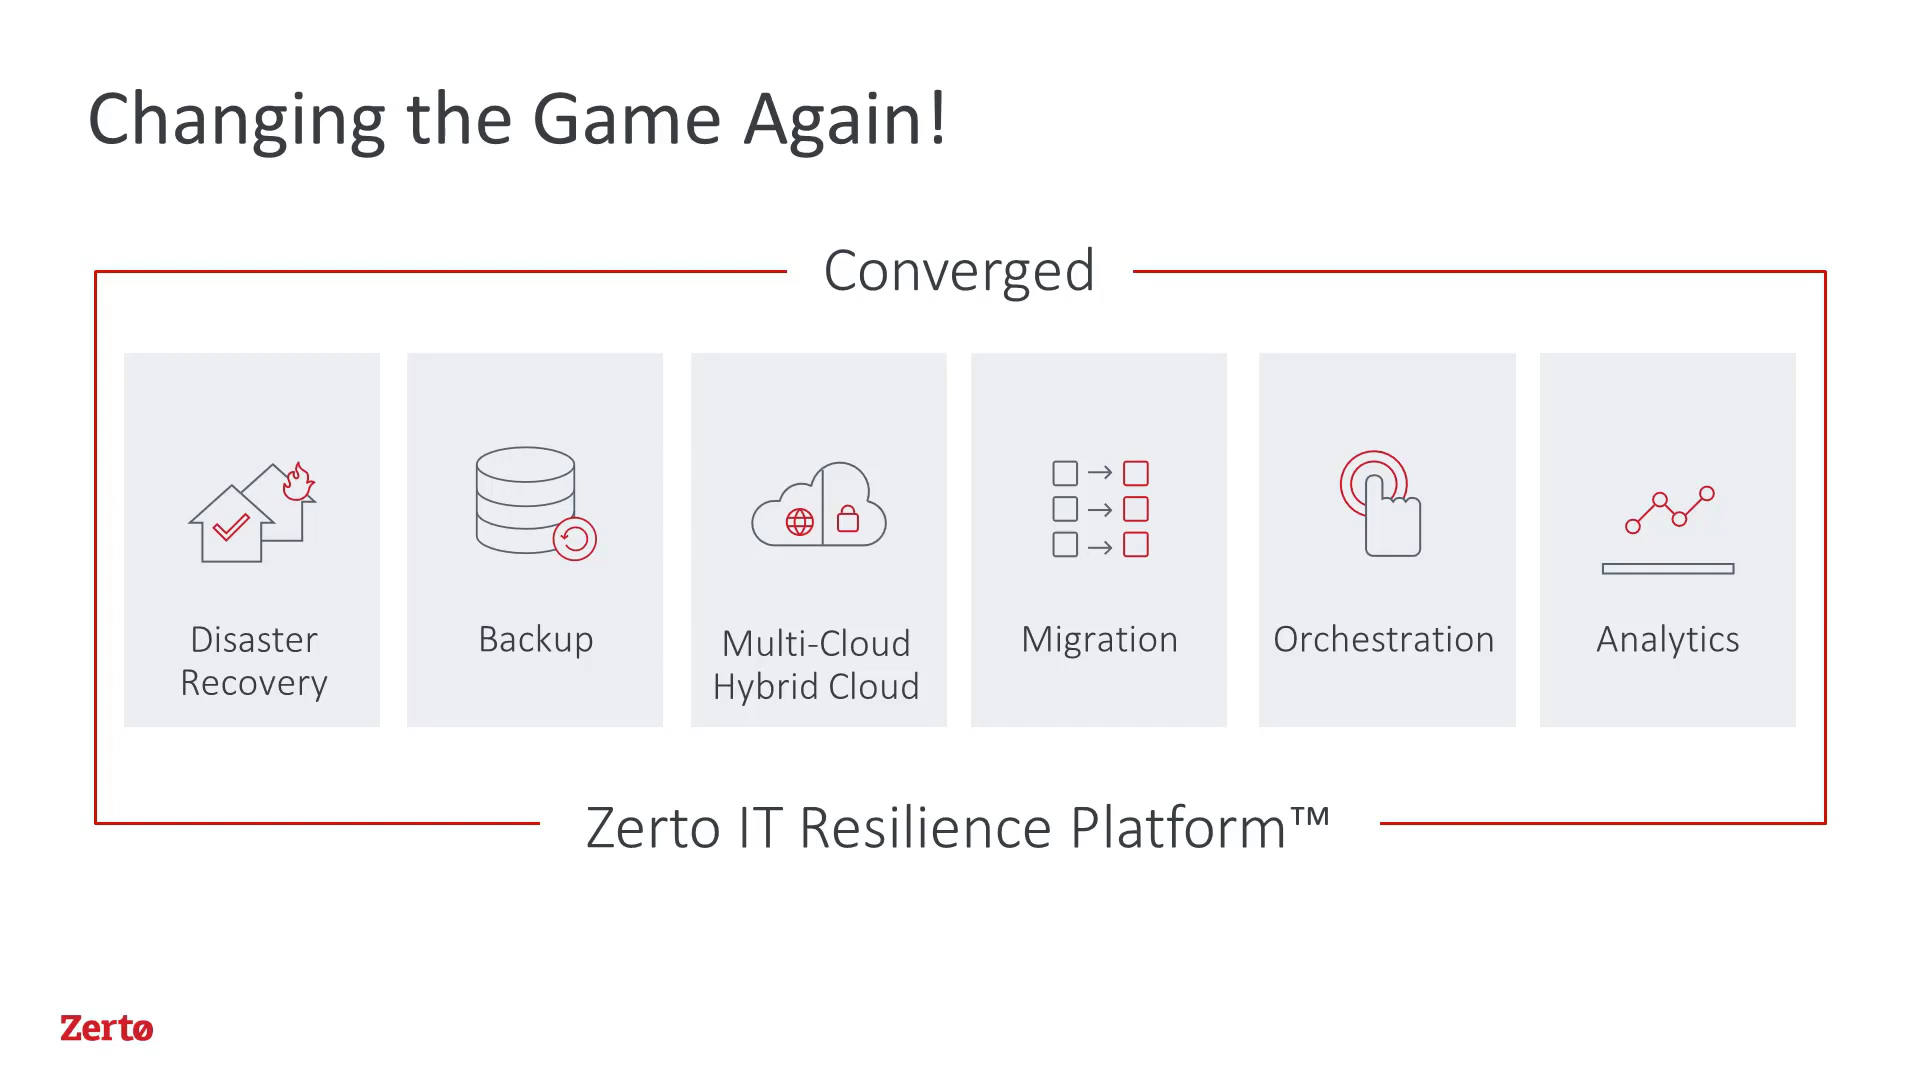 Changing the Game Again!
Converged
Disaster
Recovery
Backup
Multi-Cloud
Hybrid Cloud
Migration
Orchestration
Analytics
Zerto IT Resilience Platform™
Zerto